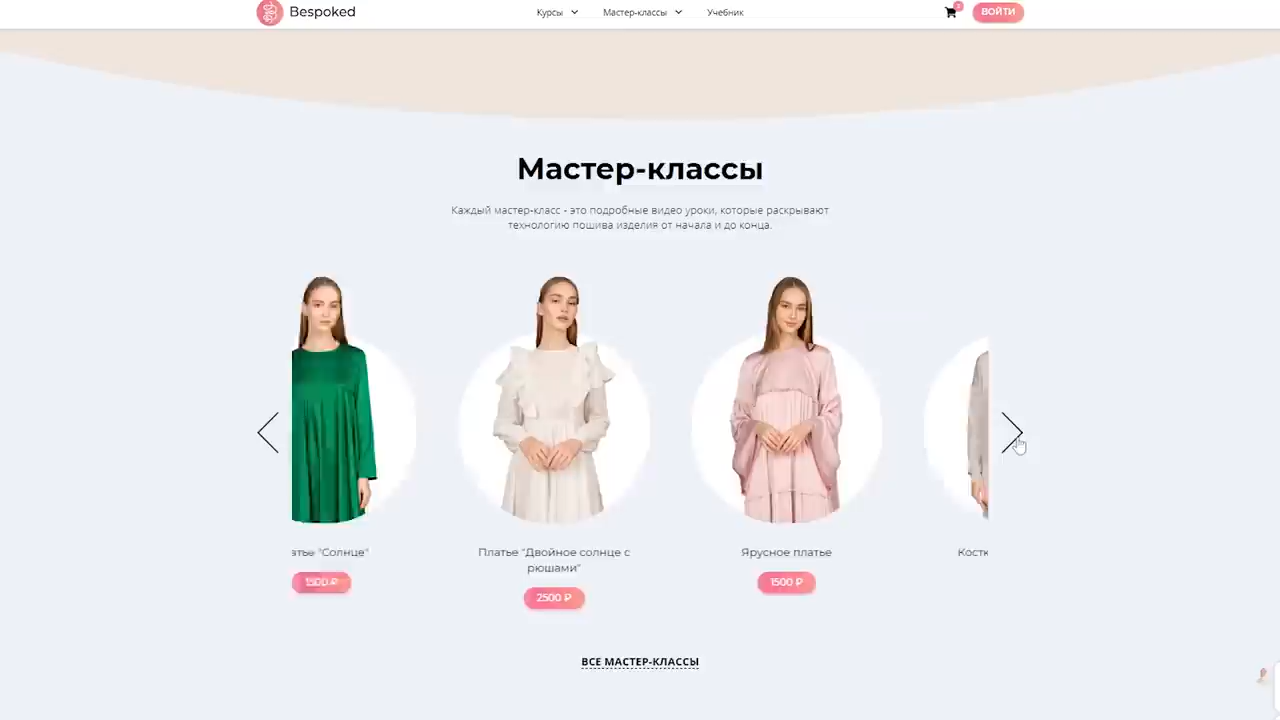 Bespoked
Курсы
Мастер-классы
Учебник
ВОЙТИ
Мастер-классы
Каждый мастер-класс - это подробные видео уроки, которые раскрывают
технологию пошива изделия от начала и до конца.
атье "Солнце"
1500 ₽
Платье "Двойное солнце с
рюшами"
2500 ₽
Ярусное платье
1500 ₽
Костю
ВСЕ МАСТЕР-КЛАССЫ